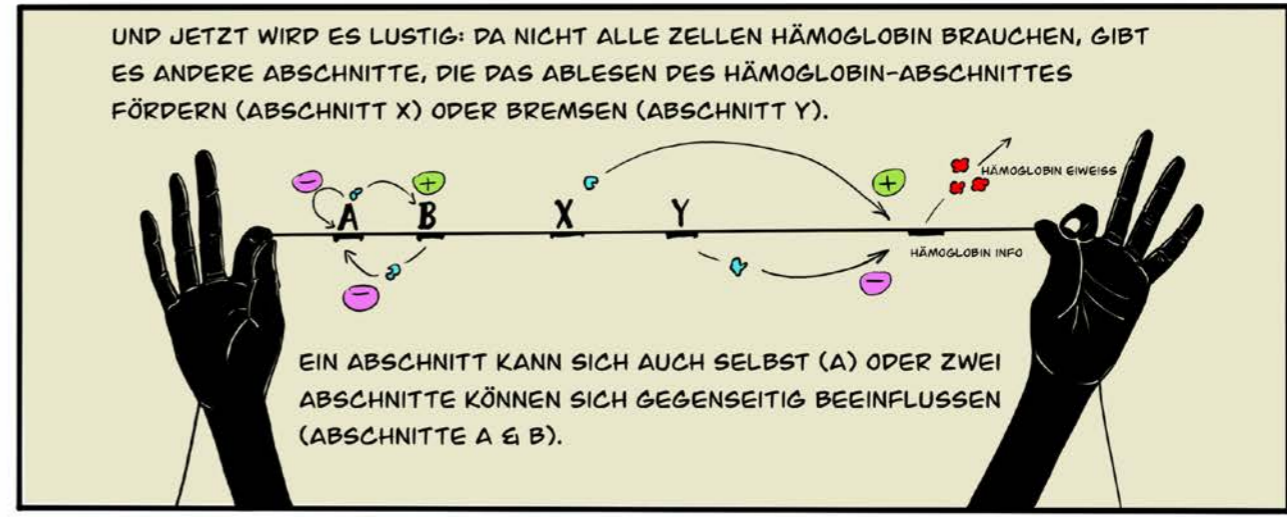 UND JETZT WIRD ES LUSTIG: DA NICHT ALLE ZELLEN HÄMOGLOBIN BRAUCHEN, GIBT
ES ANDERE ABSCHNITTE, DIE DAS ABLESEN DES HÄMOGLOBIN-ABSCHNITTES
FÖRDERN (ABSCHNITT X) ODER BREMSEN (ABSCHNITT Y).
HÄMOGLOBIN EIWEISS
- + +
A B X Y
HÄMOGLOBIN INFO
- -
EIN ABSCHNITT KANN SICH AUCH SELBST (A) ODER ZWEI
ABSCHNITTE KÖNNEN SICH GEGENSEITIG BEEINFLUSSEN
(ABSCHNITTE A & B).